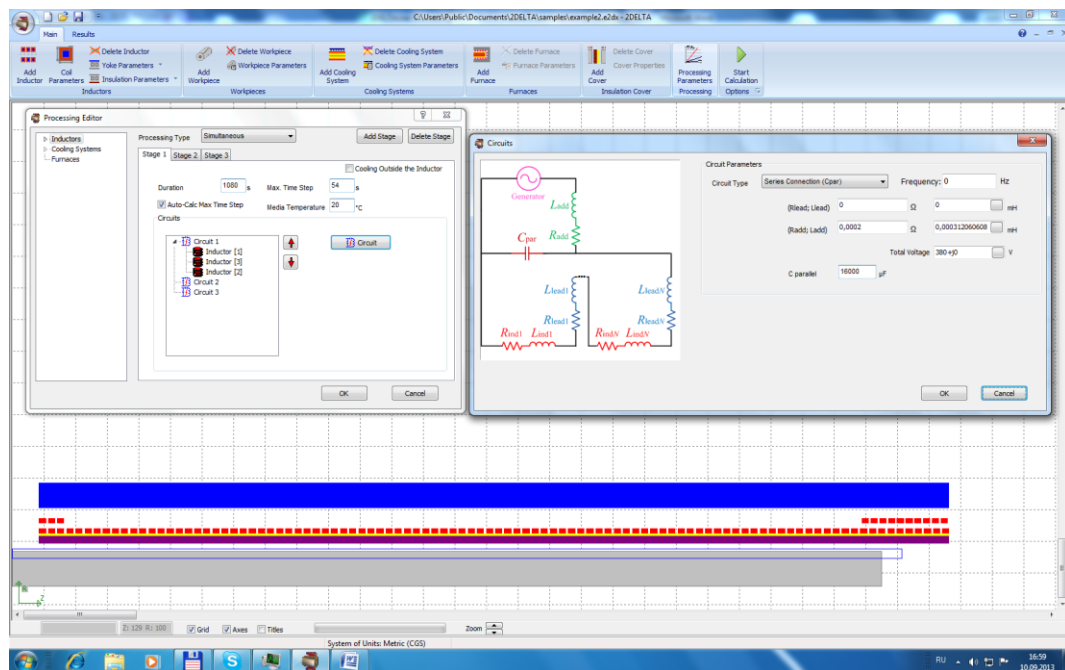 C:\Users\Public\Documents\2DELTA\samples\example2.e2dx - 2DELTA
Main Results
Add Inductor
Coil Parameters
Delete Inductor
Yoke Parameters
Insulation Parameters
Inductors
Add Workpiece
Delete Workpiece
Workpiece Parameters
Workpieces
Add Cooling System
Delete Cooling System
Cooling System Parameters
Cooling Systems
Add Furnace
Delete Furnace
Furnace Parameters
Furnaces
Add Cover
Delete Cover
Cover Properties
Insulation Cover
Processing Parameters
Processing
Start Calculation
Options
Processing Editor
Inductors
Cooling Systems
Furnaces
Processing Type Simultaneous Add Stage Delete Stage
Stage 1 Stage 2 Stage 3
Cooling Outside the Inductor
Duration 1080 s Max. Time Step 54 s
Auto-Calc Max Time Step Media Temperature 20 °C
Circuits
Circuit 1
Inductor [1]
Inductor [3]
Inductor [2]
Circuit 2
Circuit 3
Circuit
OK Cancel
Circuits
Generator
Ladd
Radd
Cpar
Llead1 LleadN
Rlead1 RleadN
Rind1 Lind1 RindN LindN
Circuit Parameters
Circuit Type Series Connection (Cpar) Frequency: 0 Hz
(Rlead; Llead) 0 Ω 0 mH
(Radd; Ladd) 0,0002 Ω 0,000312060608 mH
Total Voltage 380+j0 V
C parallel 16000 µF
OK Cancel
R
Z
Z: 129 R: 100 Grid Axes Titles Zoom
System of Units: Metric (CGS)
RU 16:59
10.09.2013